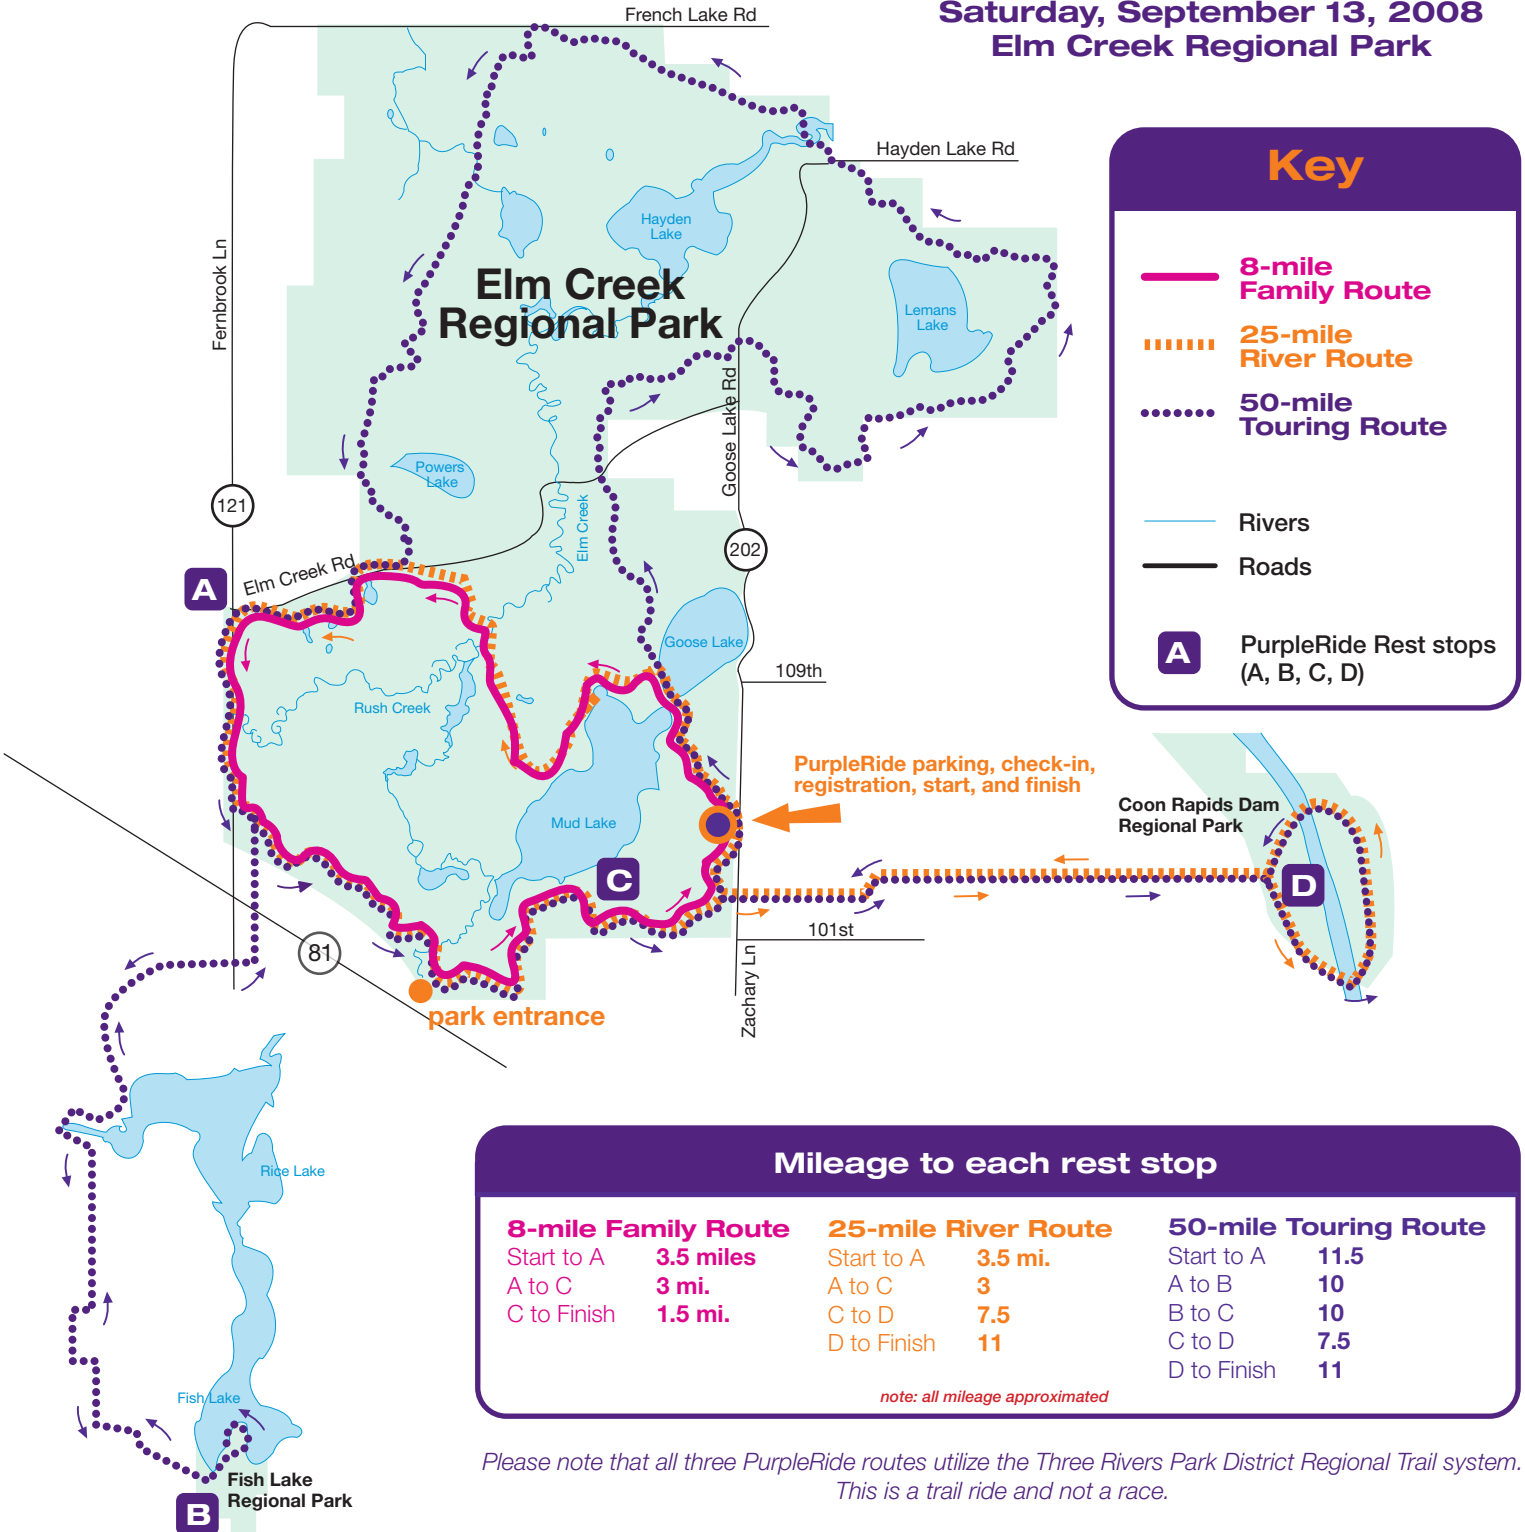 Saturday, September 13, 2008
Elm Creek Regional Park
French Lake Rd
Hayden Lake Rd
Fernbrook Ln
Hayden
Lake
Elm Creek
Regional Park
Lemans
Lake
Goose Lake Rd
Powers
Lake
121
Elm Creek
202
A
Elm Creek Rd
Goose Lake
109th
Rush Creek
Mud Lake
C
PurpleRide parking, check-in,
registration, start, and finish
Coon Rapids Dam
Regional Park
D
101st
81
Zachary Ln
park entrance
Rice Lake
Fish Lake
Fish Lake
Regional Park
B
Key
8-mile
Family Route
25-mile
River Route
50-mile
Touring Route
Rivers
Roads
A
PurpleRide Rest stops
(A, B, C, D)
Mileage to each rest stop
8-mile Family Route
Start to A 3.5 miles
A to C 3 mi.
C to Finish 1.5 mi.
25-mile River Route
Start to A 3.5 mi.
A to C 3
C to D 7.5
D to Finish 11
50-mile Touring Route
Start to A 11.5
A to B 10
B to C 10
C to D 7.5
D to Finish 11
note: all mileage approximated
Please note that all three PurpleRide routes utilize the Three Rivers Park District Regional Trail system.
This is a trail ride and not a race.